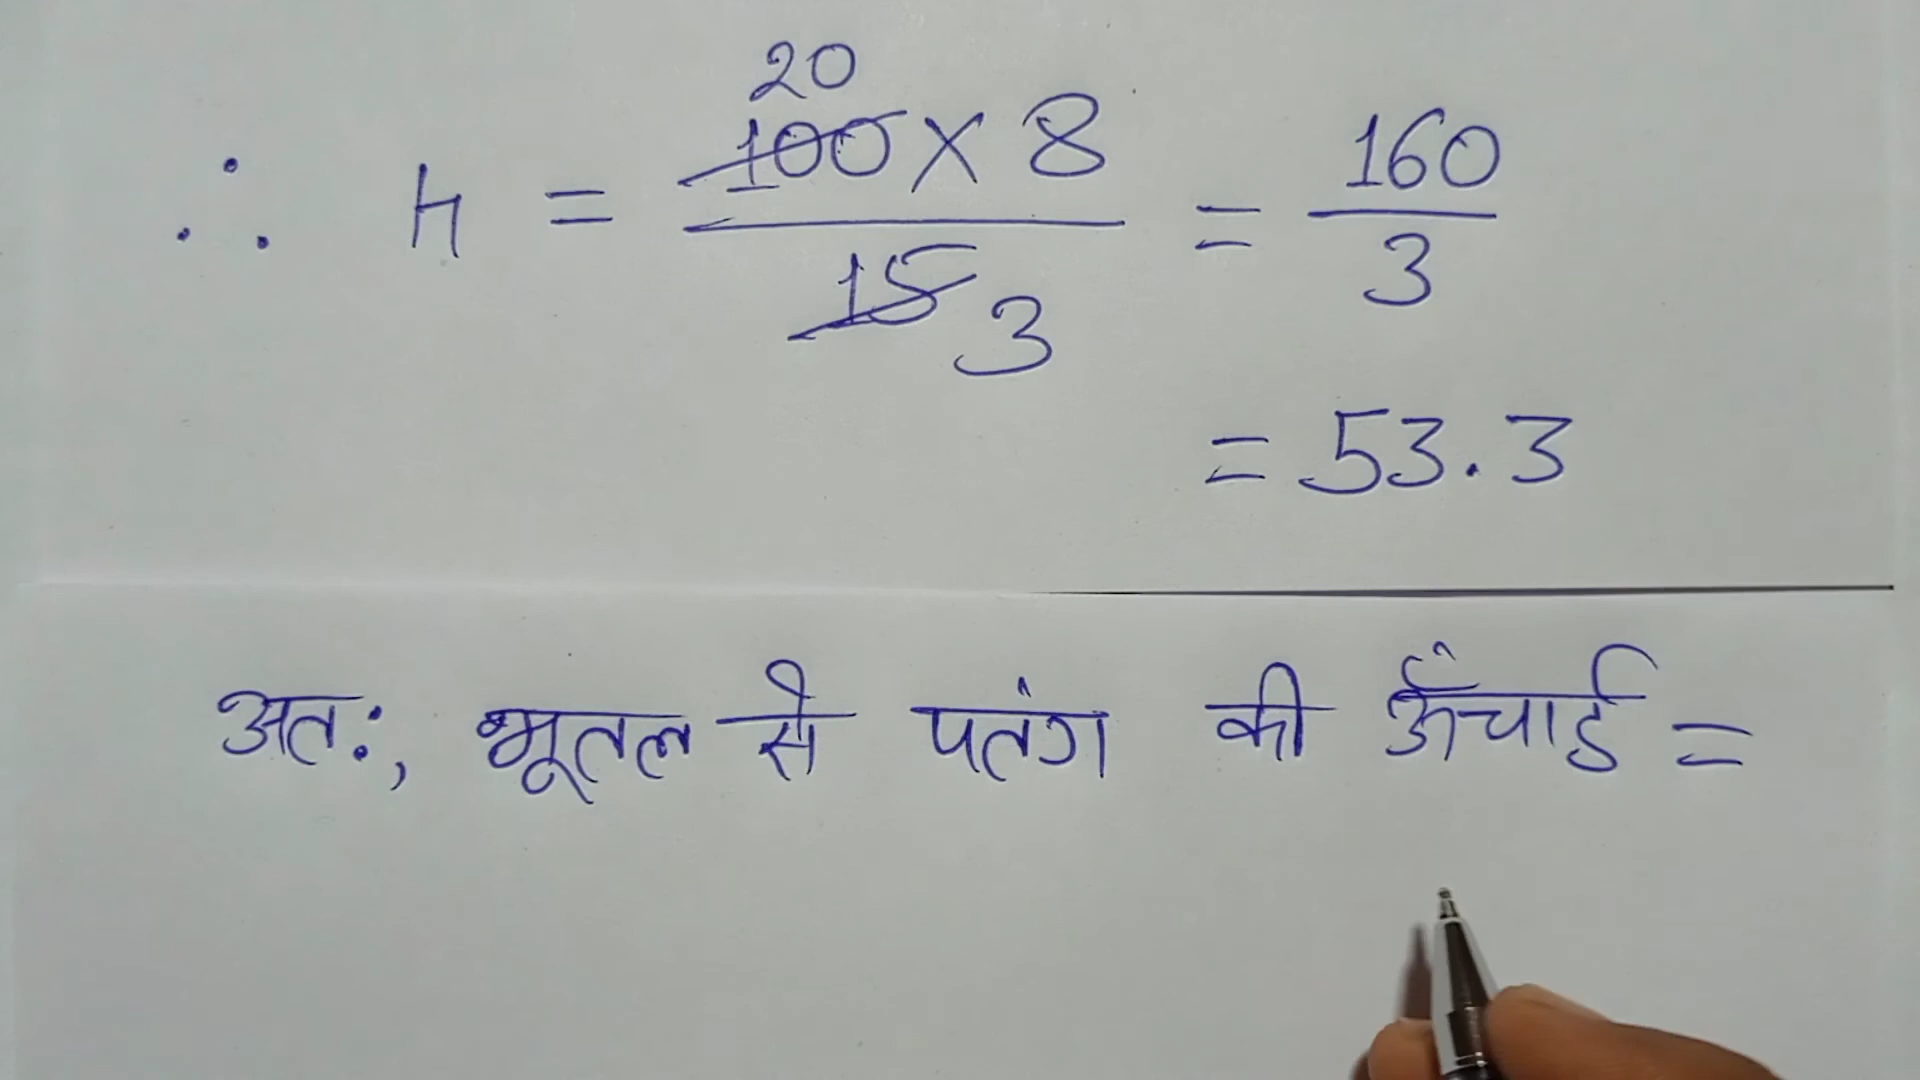 20
∴ h = 100 × 8 / 15 3 = 160 / 3
= 53.3
अतः, भूतल से पतंग की ऊँचाई =